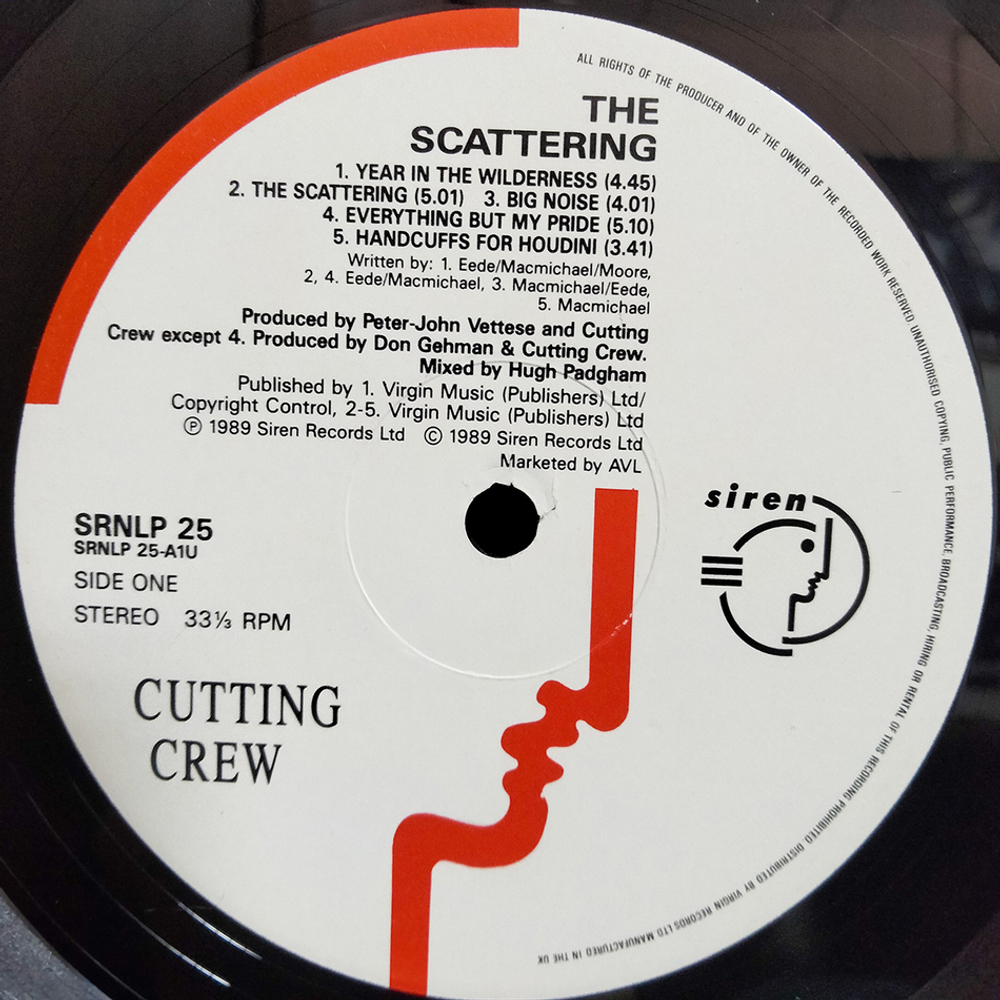 ALL RIGHTS OF THE PRODUCER AND OF THE OWNER OF THE RECORDED WORK RESERVED. UNAUTHORISED COPYING, PUBLIC PERFORMANCE, BROADCASTING, HIRING OR RENTAL OF THIS RECORDING PROHIBITED. DISTRIBUTED BY VIRGIN RECORDS LTD MANUFACTURED IN THE UK
THE
SCATTERING
1. YEAR IN THE WILDERNESS (4.45)
2. THE SCATTERING (5.01) 3. BIG NOISE (4.01)
4. EVERYTHING BUT MY PRIDE (5.10)
5. HANDCUFFS FOR HOUDINI (3.41)
Written by: 1. Eede/Macmichael/Moore,
2, 4. Eede/Macmichael, 3. Macmichael/Eede,
5. Macmichael
Produced by Peter-John Vettese and Cutting
Crew except 4. Produced by Don Gehman & Cutting Crew.
Mixed by Hugh Padgham
Published by 1. Virgin Music (Publishers) Ltd/
Copyright Control, 2-5. Virgin Music (Publishers) Ltd
Ⓟ 1989 Siren Records Ltd © 1989 Siren Records Ltd
Marketed by AVL
siren
SRNLP 25
SRNLP 25-A1U
SIDE ONE
STEREO 33⅓ RPM
CUTTING
CREW